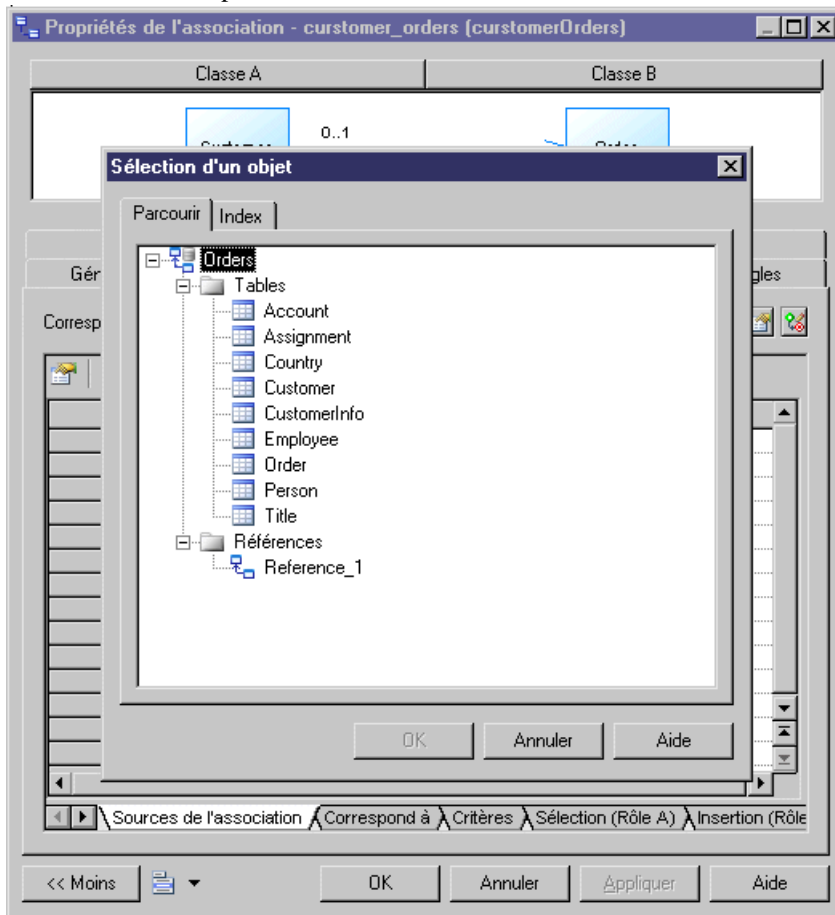 Propriétés de l'association - curstomer_orders (curstomerOrders)
Classe A
Classe B
0..1
Sélection d'un objet
Parcourir
Index
Orders
Tables
Account
Assignment
Country
Customer
CustomerInfo
Employee
Order
Person
Title
Références
Reference_1
OK
Annuler
Aide
Sources de l'association
Correspond à
Critères
Sélection (Rôle A)
Insertion (Rôle
<< Moins
OK
Annuler
Appliquer
Aide